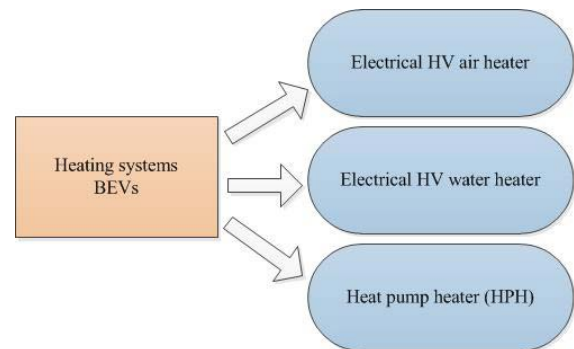 Electrical HV air heater
Heating systems
BEVs
Electrical HV water heater
Heat pump heater (HPH)